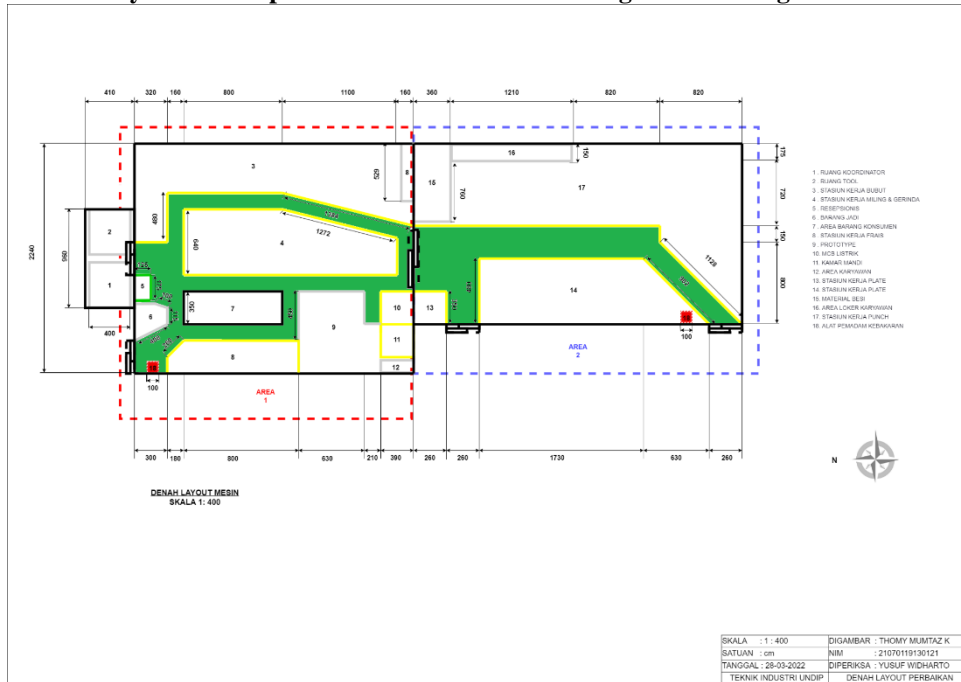 410
320
160
800
1100
160
360
1210
820
820
3
8
625
15
16
150
760
17
175
720
150
800
2240
950
480
2
1
400
640
4
1272
1128
5
6
350
7
9
10
13
11
12
8
14
18
100
18
100
AREA
1
AREA
2
300
180
800
630
210
390
260
260
1730
630
260
1. RUANG KOORDINATOR
2. RUANG TOOL
3. STASIUN KERJA BUBUT
4. STASIUN KERJA MILING & GERINDA
5. RESEPSIONIS
6. BARANG JADI
7. AREA BARANG KONSUMEN
8. STASIUN KERJA FRAIS
9. PROTOTYPE
10. MCB LISTRIK
11. KAMAR MANDI
12. AREA KARYAWAN
13. STASIUN KERJA PLATE
14. STASIUN KERJA PLATE
15. MATERIAL BESI
16. AREA LOKER KARYAWAN
17. STASIUN KERJA PUNCH
18. ALAT PEMADAM KEBAKARAN
N
DENAH LAYOUT MESIN
SKALA 1: 400
SKALA : 1 : 400 DIGAMBAR : THOMY MUMTAZ K
SATUAN : cm NIM : 21070119130121
TANGGAL : 28-03-2022 DIPERIKSA : YUSUF WIDHARTO
TEKNIK INDUSTRI UNDIP DENAH LAYOUT PERBAIKAN